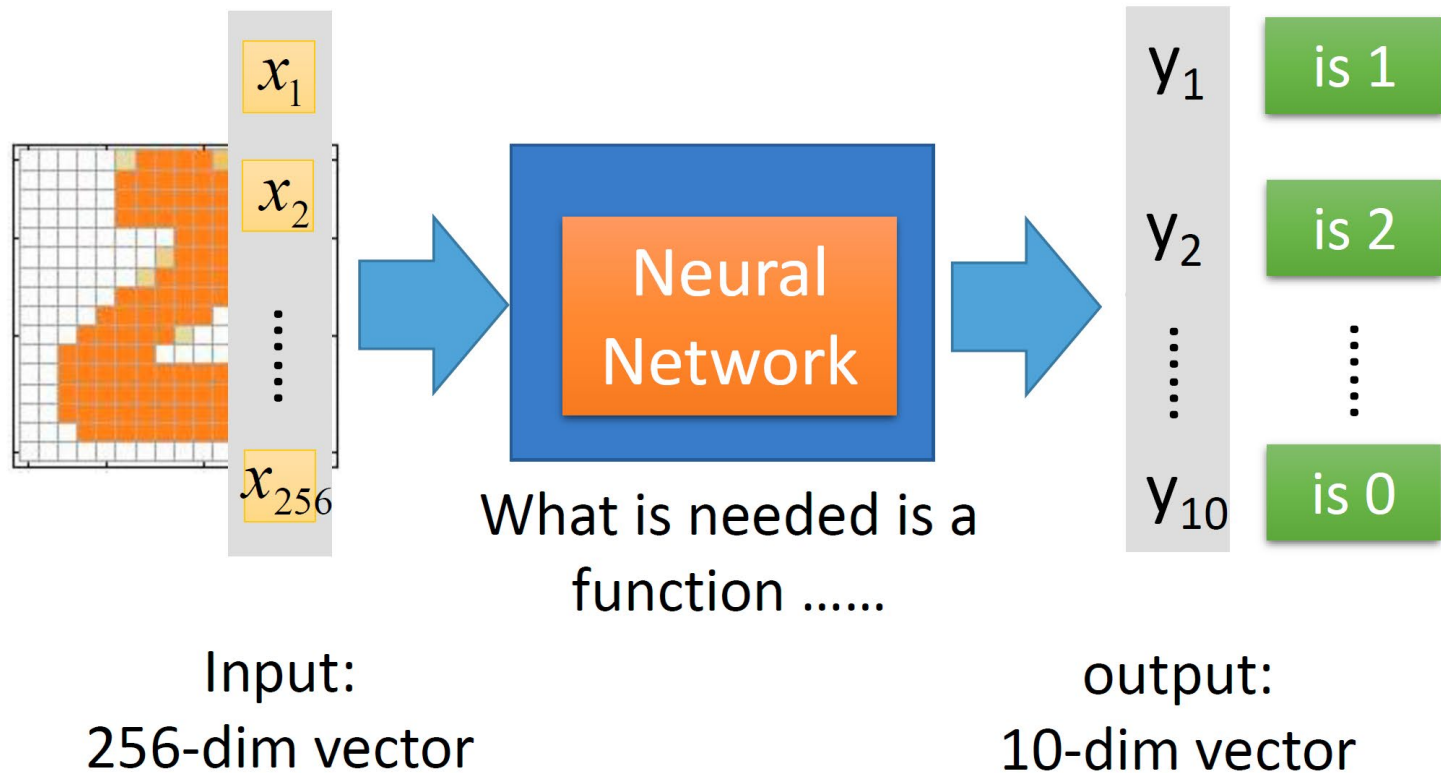 x₁
x₂
......
x₂₅₆
Neural
Network
What is needed is a
function ......
y₁
is 1
y₂
is 2
......
......
y₁₀
is 0
Input:
256-dim vector
output:
10-dim vector